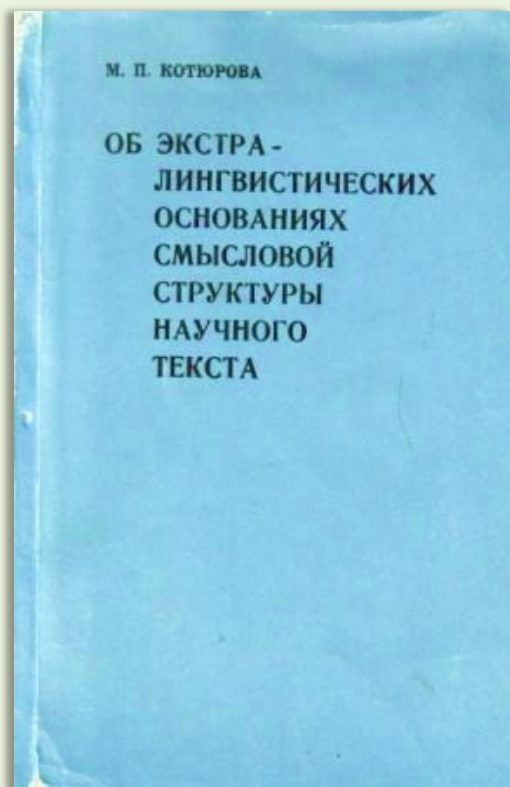 М. П. КОТЮРОВА
ОБ ЭКСТРА-
ЛИНГВИСТИЧЕСКИХ
ОСНОВАНИЯХ
СМЫСЛОВОЙ
СТРУКТУРЫ
НАУЧНОГО
ТЕКСТА